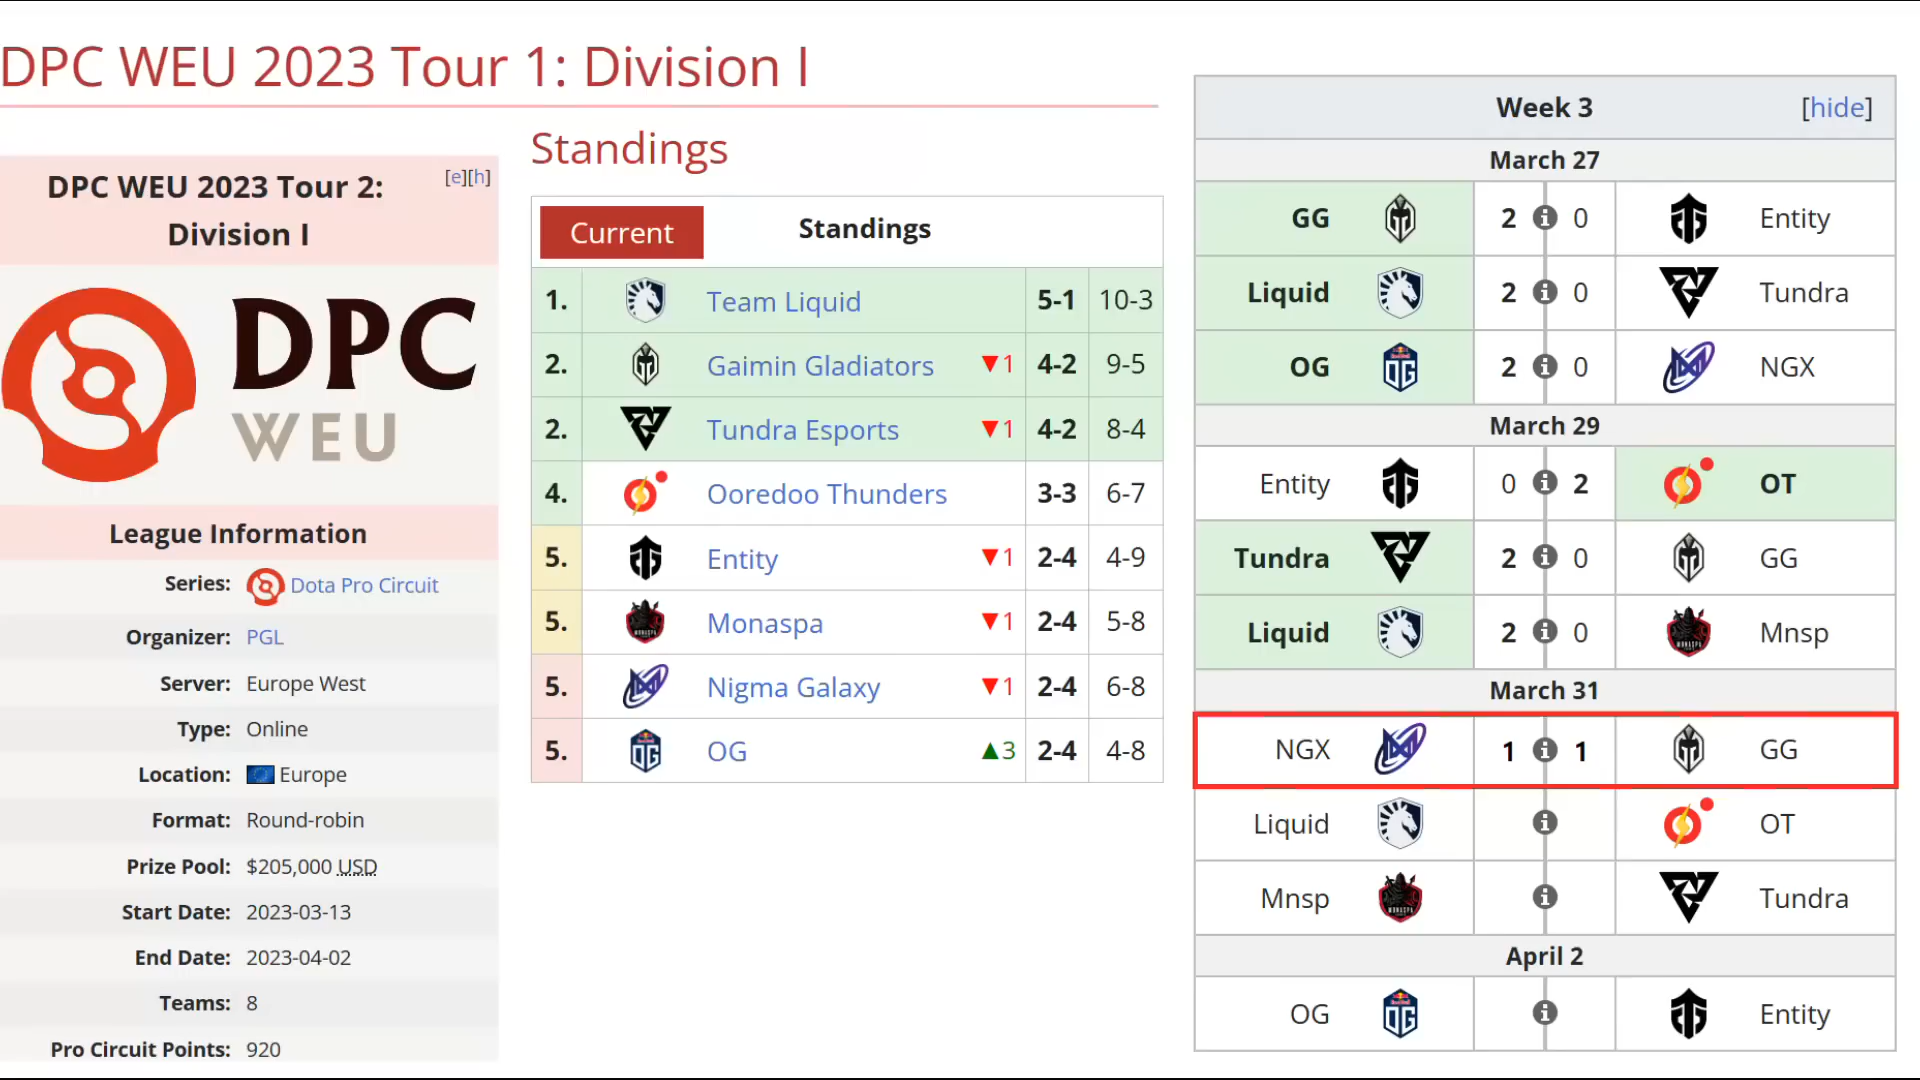 DPC WEU 2023 Tour 1: Division I
DPC WEU 2023 Tour 2:
Division I
[e][h]
DPC
WEU
League Information
Series: Dota Pro Circuit
Organizer: PGL
Server: Europe West
Type: Online
Location: Europe
Format: Round-robin
Prize Pool: $205,000 USD
Start Date: 2023-03-13
End Date: 2023-04-02
Teams: 8
Pro Circuit Points: 920
Standings
Current Standings
1. Team Liquid 5-1 10-3
2. Gaimin Gladiators ▼1 4-2 9-5
2. Tundra Esports ▼1 4-2 8-4
4. Ooredoo Thunders 3-3 6-7
5. Entity ▼1 2-4 4-9
5. Monaspa ▼1 2-4 5-8
5. Nigma Galaxy ▼1 2-4 6-8
5. OG ▲3 2-4 4-8
Week 3 [hide]
March 27
GG 2 0 Entity
Liquid 2 0 Tundra
OG 2 0 NGX
March 29
Entity 0 2 OT
Tundra 2 0 GG
Liquid 2 0 Mnsp
March 31
NGX 1 1 GG
Liquid OT
Mnsp Tundra
April 2
OG Entity